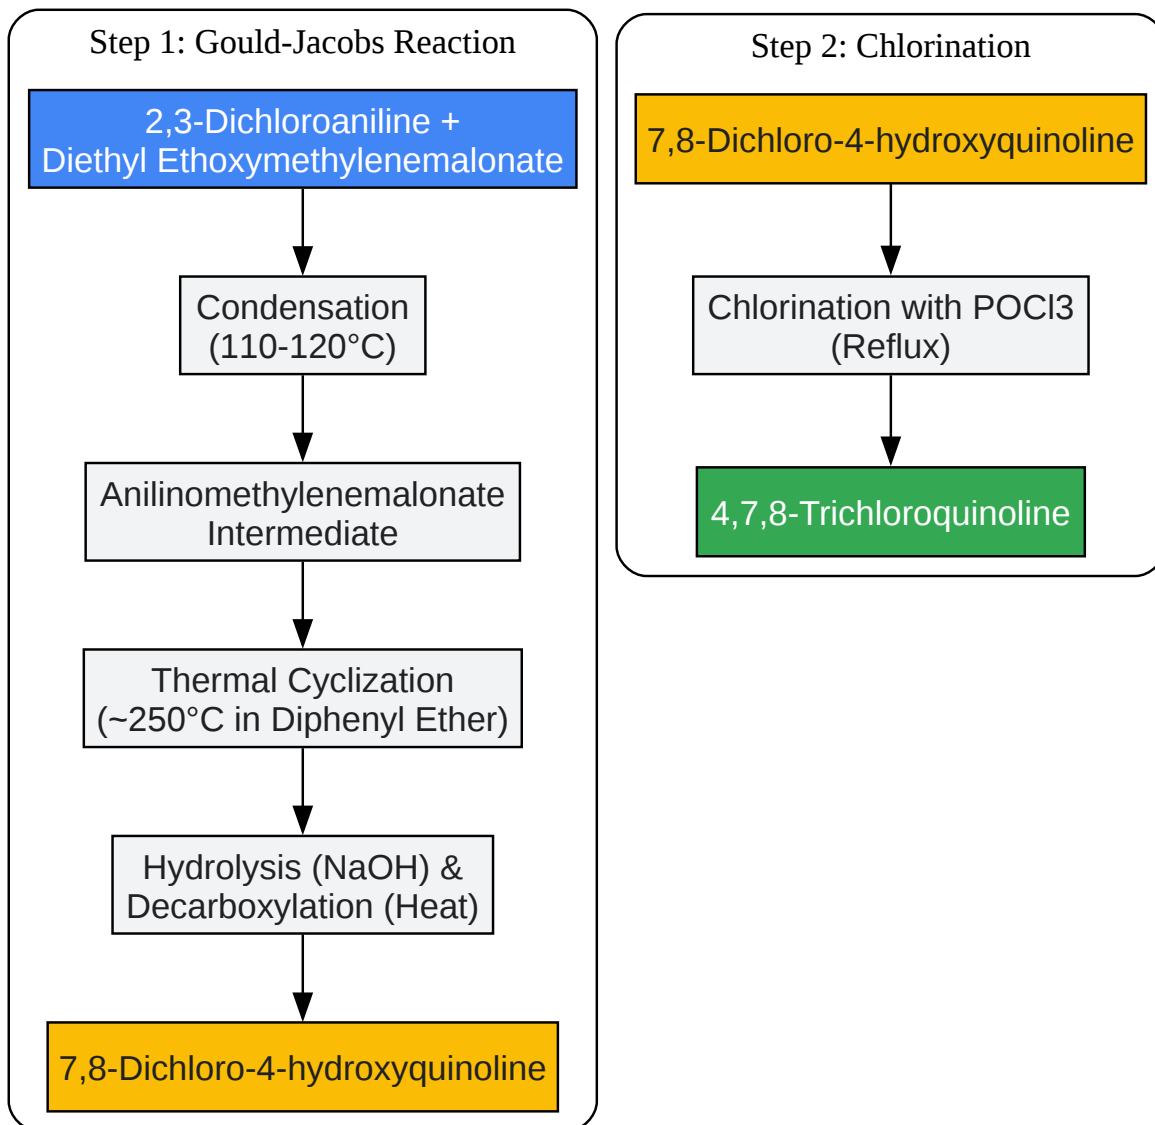 Step 1: Gould-Jacobs Reaction
2,3-Dichloroaniline +
Diethyl Ethoxymethylenemalonate
Condensation
(110-120°C)
Anilinomethylenemalonate
Intermediate
Thermal Cyclization
(~250°C in Diphenyl Ether)
Hydrolysis (NaOH) &
Decarboxylation (Heat)
7,8-Dichloro-4-hydroxyquinoline
Step 2: Chlorination
7,8-Dichloro-4-hydroxyquinoline
Chlorination with POCl3
(Reflux)
4,7,8-Trichloroquinoline